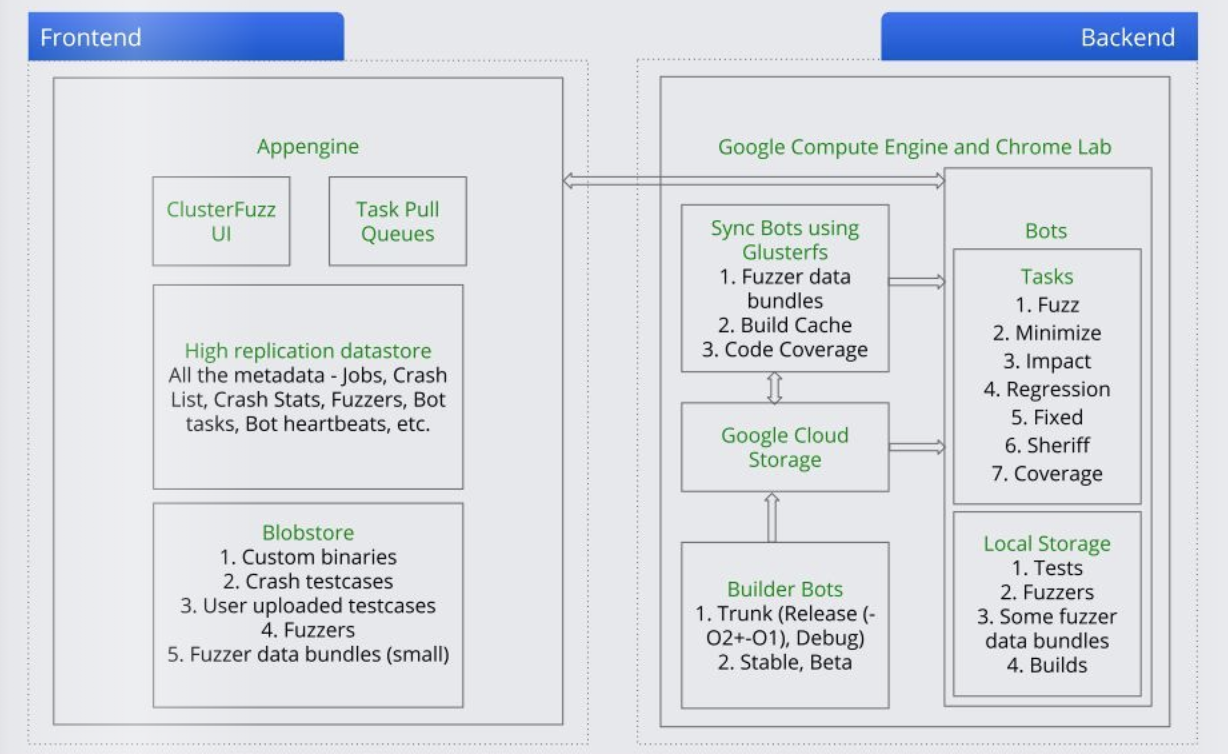 Frontend
Appengine
ClusterFuzz
UI
Task Pull
Queues
High replication datastore
All the metadata - Jobs, Crash
List, Crash Stats, Fuzzers, Bot
tasks, Bot heartbeats, etc.
Blobstore
1. Custom binaries
2. Crash testcases
3. User uploaded testcases
4. Fuzzers
5. Fuzzer data bundles (small)
Backend
Google Compute Engine and Chrome Lab
Sync Bots using
Glusterfs
1. Fuzzer data
bundles
2. Build Cache
3. Code Coverage
Google Cloud
Storage
Builder Bots
1. Trunk (Release (-
O2+-O1), Debug)
2. Stable, Beta
Bots
Tasks
1. Fuzz
2. Minimize
3. Impact
4. Regression
5. Fixed
6. Sheriff
7. Coverage
Local Storage
1. Tests
2. Fuzzers
3. Some fuzzer
data bundles
4. Builds